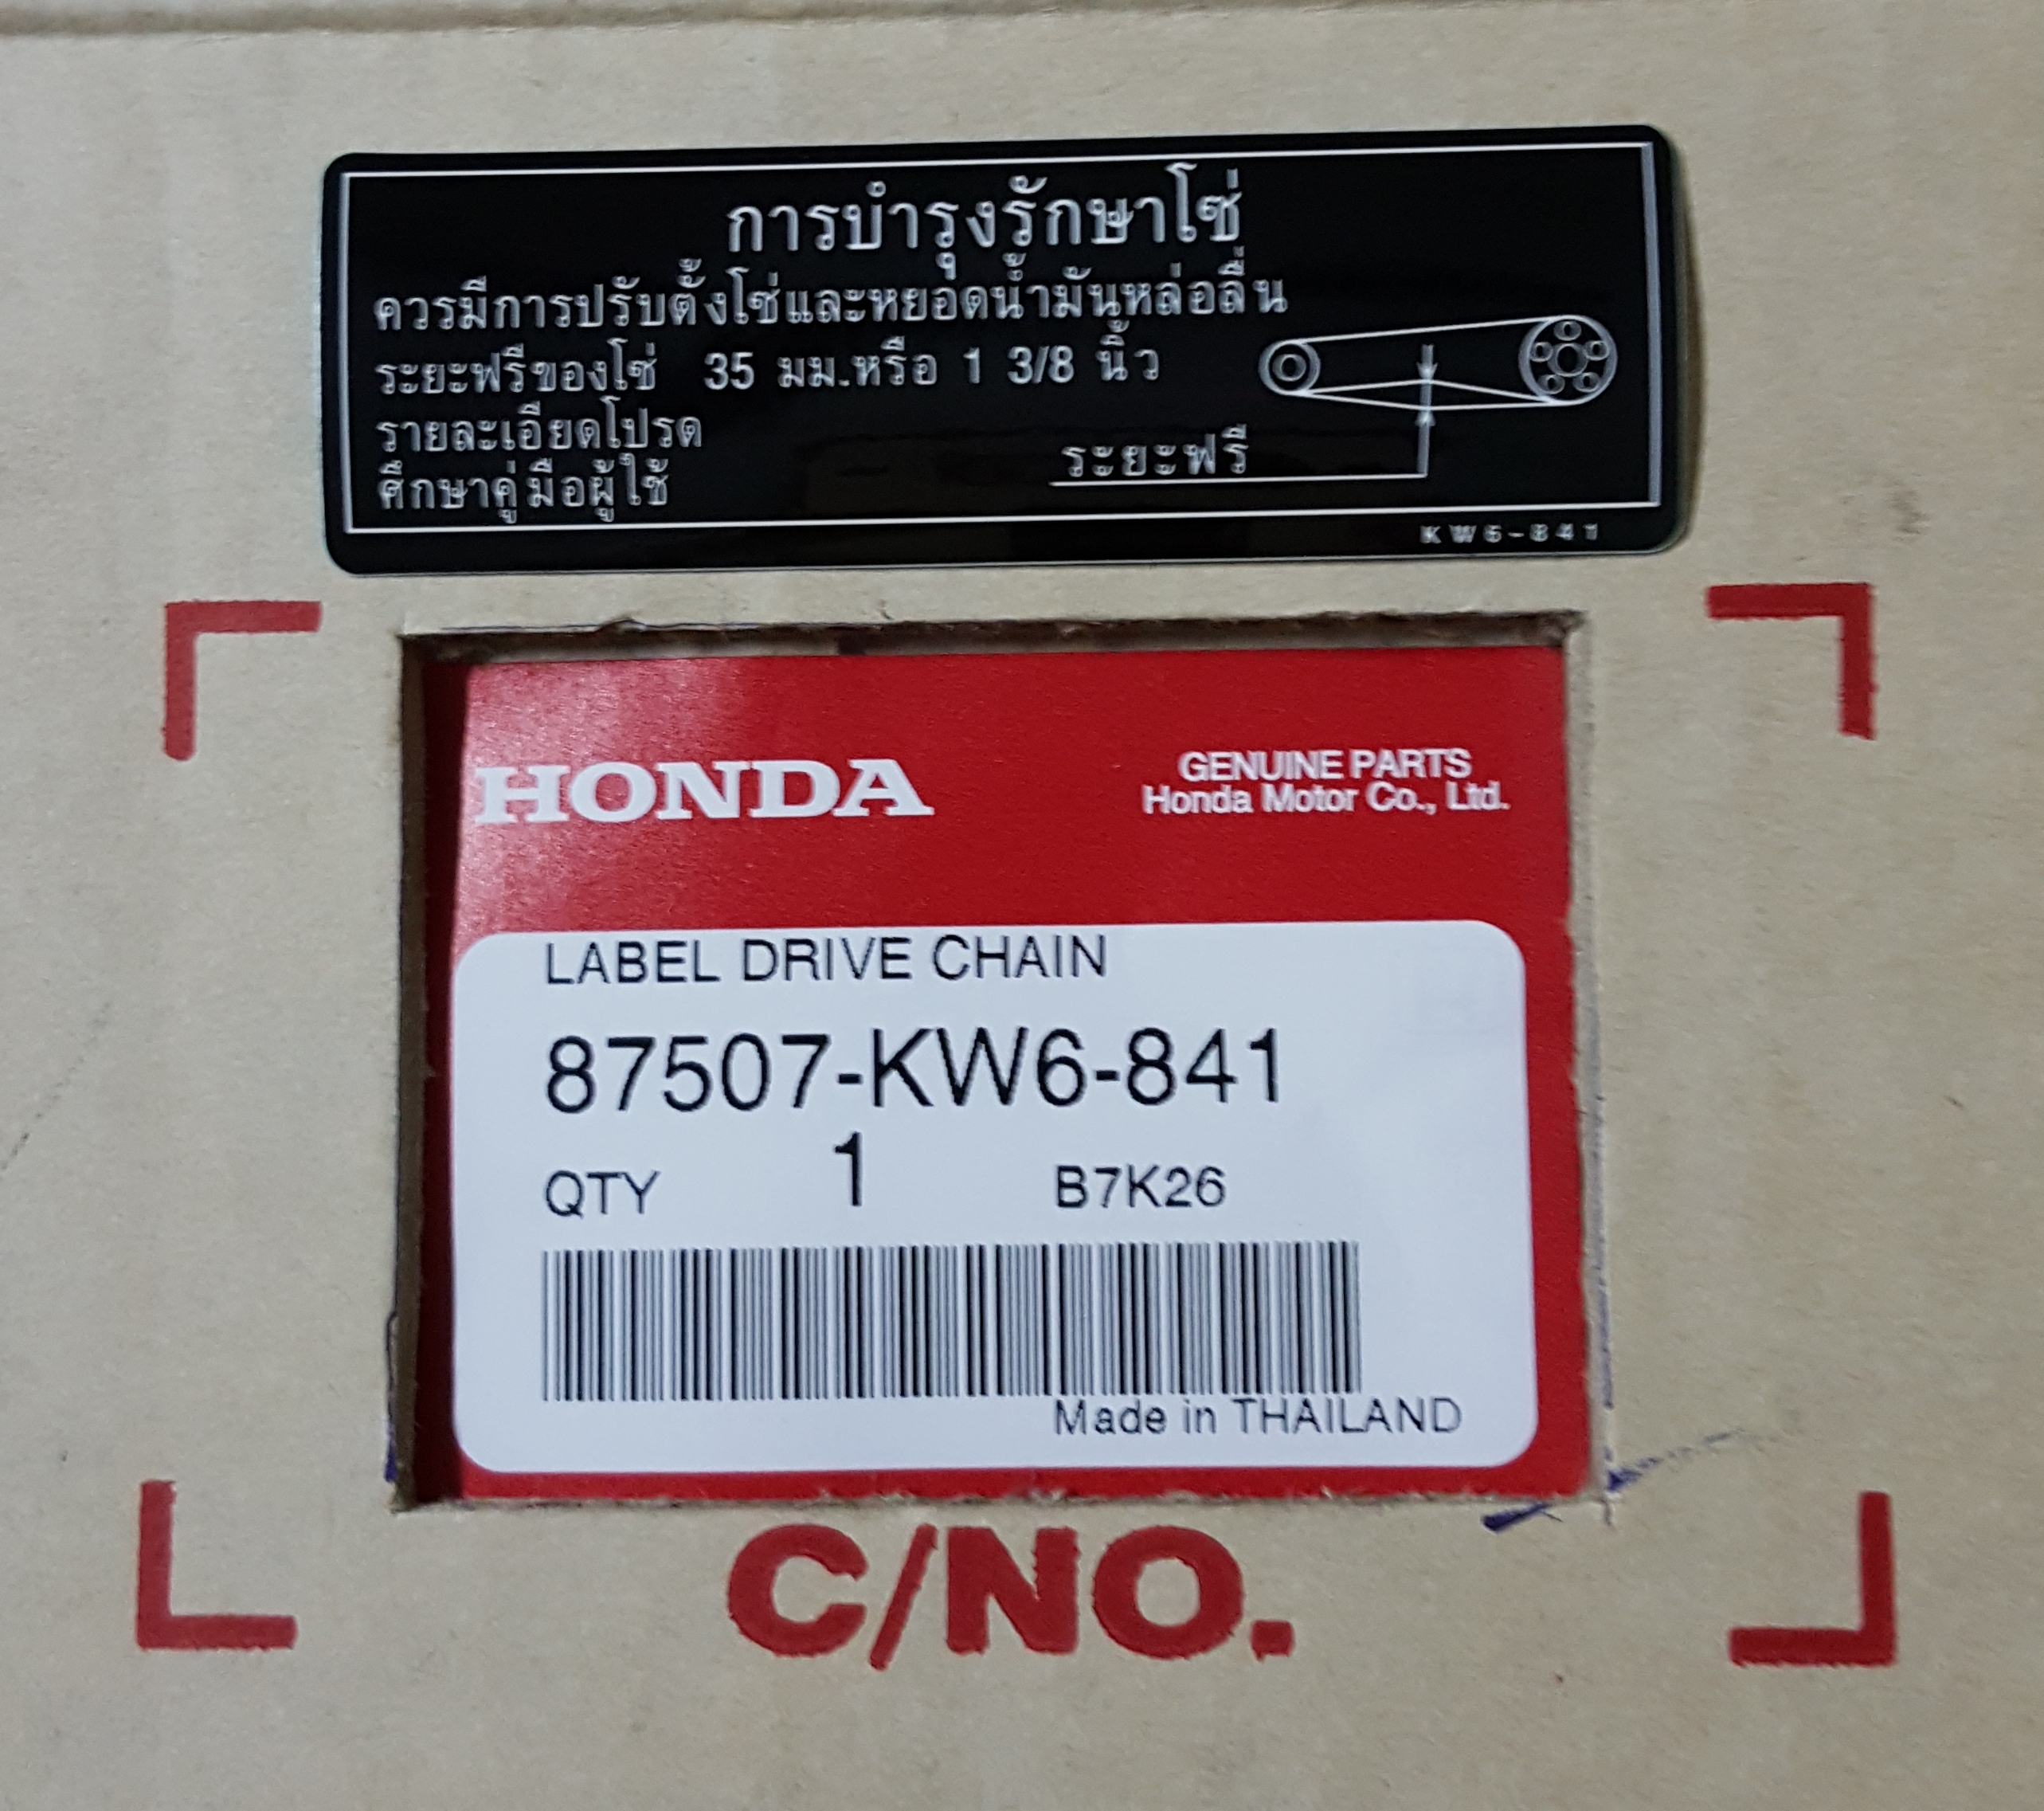 การบำรุงรักษาโซ่
ควรมีการปรับตั้งโซ่และหยอดน้ำมันหล่อลื่น
ระยะฟรีของโซ่ 35 มม.หรือ 1 3/8 นิ้ว
รายละเอียดโปรด
ศึกษาคู่มือผู้ใช้
ระยะฟรี
KW6-841
HONDA
GENUINE PARTS
Honda Motor Co., Ltd.
LABEL DRIVE CHAIN
87507-KW6-841
QTY 1 B7K26
Made in THAILAND
C/NO.